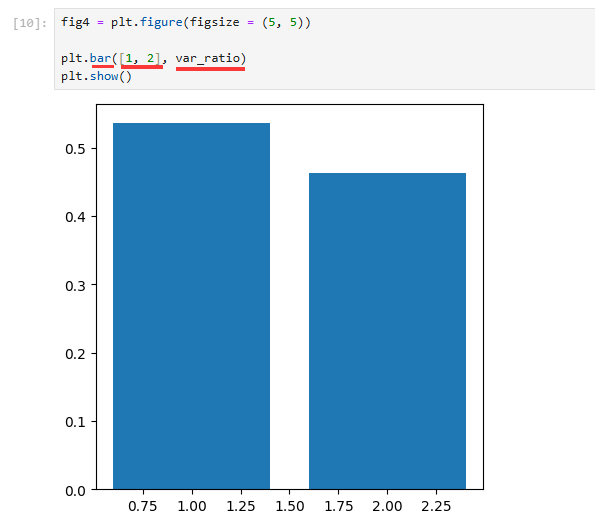 [10]: fig4 = plt.figure(figsize = (5, 5))
plt.bar([1, 2], var_ratio)
plt.show()
0.5
0.4
0.3
0.2
0.1
0.0
0.75 1.00 1.25 1.50 1.75 2.00 2.25